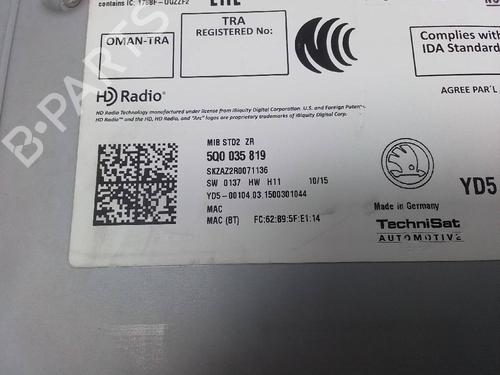 contains IC: 1788F-UQZZF2
OMAN-TRA
TRA
REGISTERED No:
Complies with
IDA Standard
HD Radio
AGREE PAR'L
HD Radio Technology manufactured under license from iBiquity Digital Corporation. U.S. and Foreign Patents.
HD Radio™ and the HD, HD Radio, and "Arc" logos are proprietary trademarks of iBiquity Digital Corp.
MIB STD2 ZR
5Q0 035 819
SKZAZ2R0071136
SW 0137 HW H11 10/15
YD5-00104.03.1500301044
MAC
MAC (BT) FC:62:B9:5F:E1:14
YD5
Made in Germany
TechniSat
AUTOMOTIVE
B-PARTS